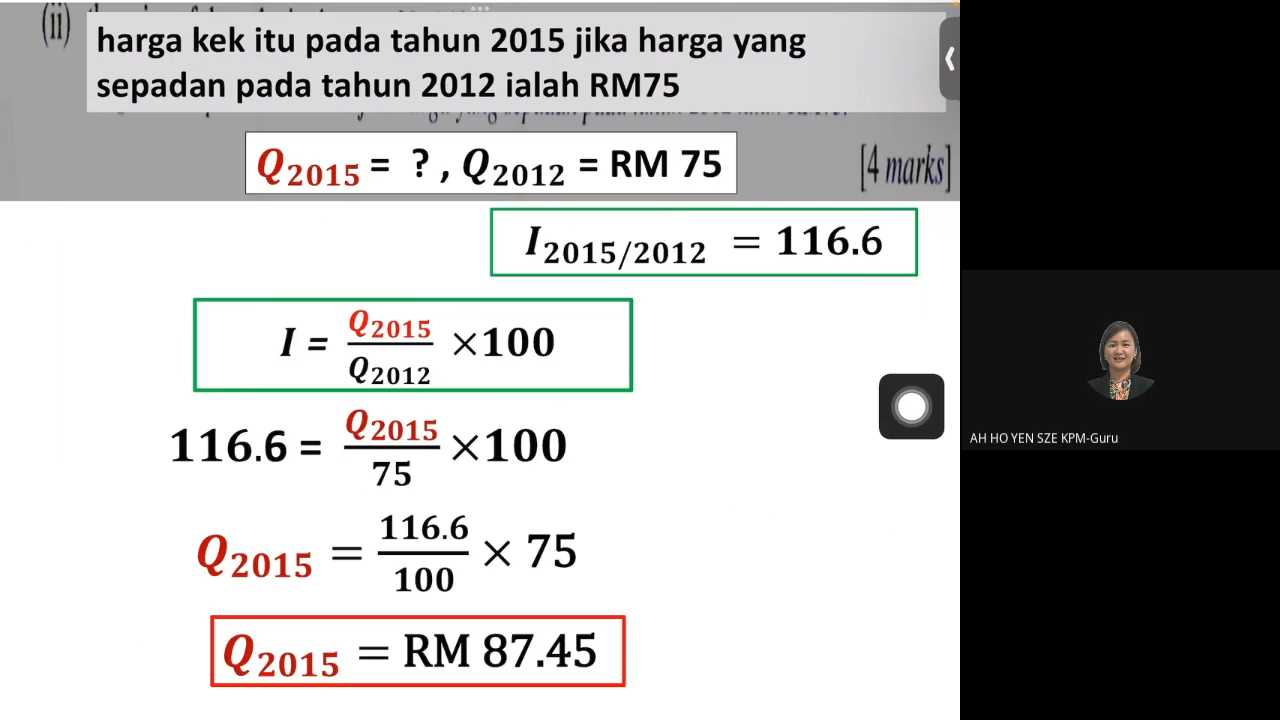 (ii)
harga kek itu pada tahun 2015 jika harga yang
sepadan pada tahun 2012 ialah RM75
Q2015 = ? , Q2012 = RM 75
[4 marks]
I2015/2012 = 116.6
I = Q2015/Q2012 ×100
116.6 = Q2015/75 ×100
Q2015 = 116.6/100 × 75
Q2015 = RM 87.45
AH HO YEN SZE KPM-Guru